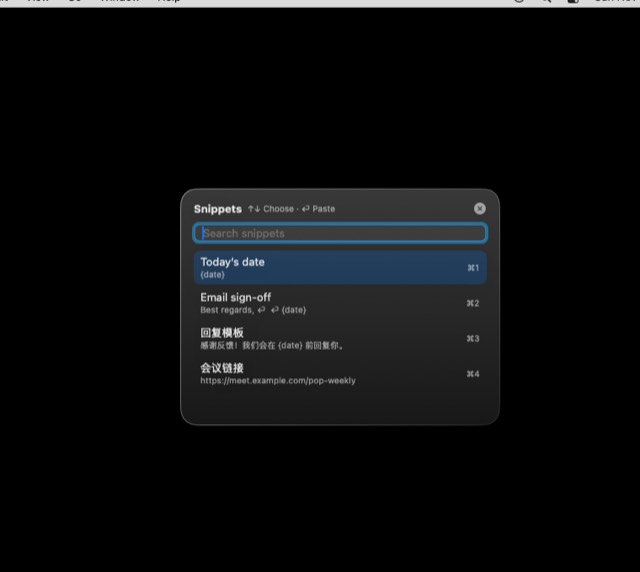 Window Help
Snippets ↑↓ Choose · ⏎ Paste
Search snippets
Today's date
{date}
⌘1
Email sign-off
Best regards, ⏎ ⏎ {date}
⌘2
回复模板
感谢反馈！我们会在 {date} 前回复你。
⌘3
会议链接
https://meet.example.com/pop-weekly
⌘4